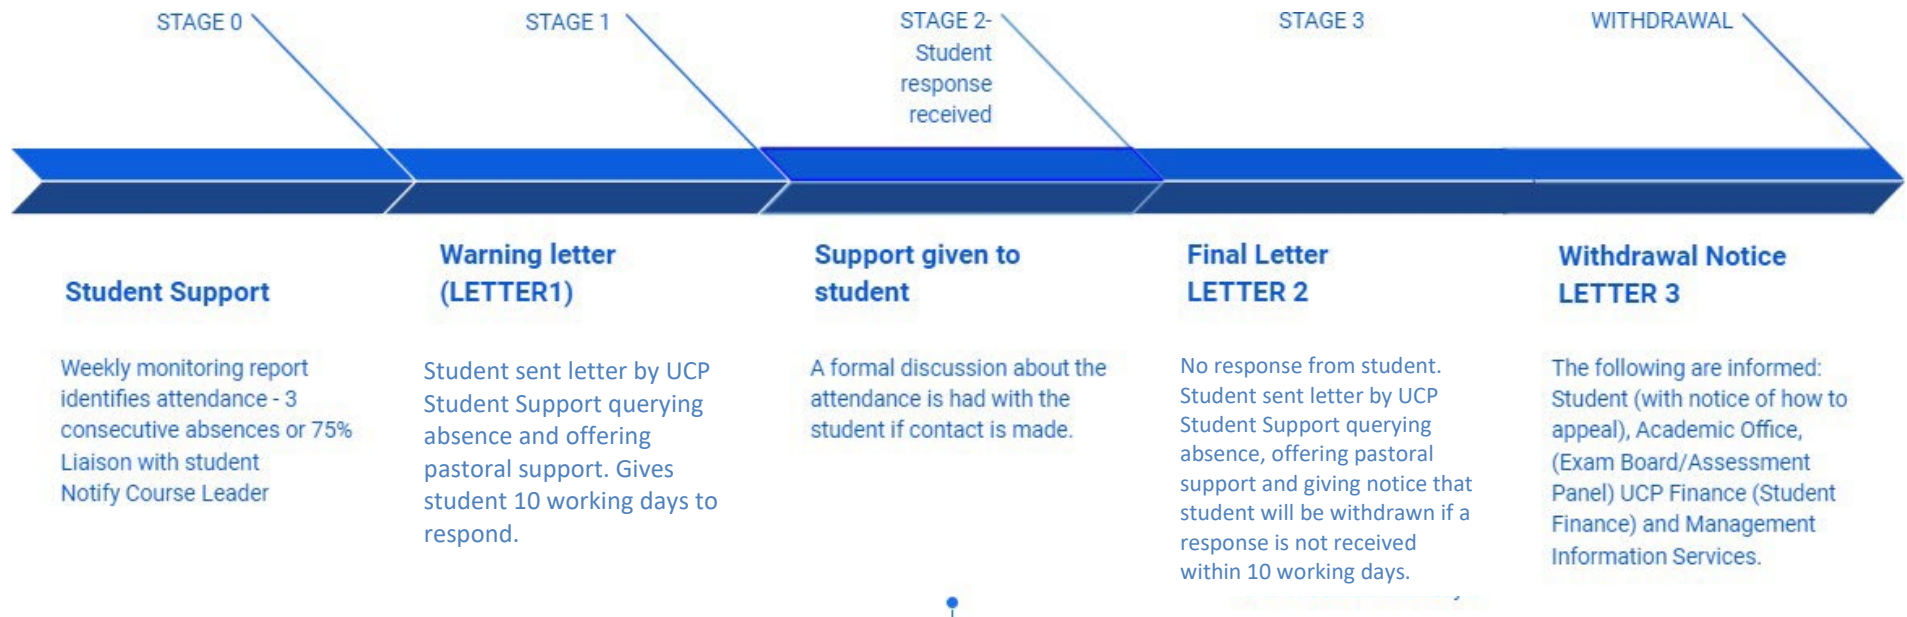 STAGE 0
STAGE 1
STAGE 2-
Student
response
received
STAGE 3
WITHDRAWAL
Student Support
Weekly monitoring report
identifies attendance - 3
consecutive absences or 75%
Liaison with student
Notify Course Leader
Warning letter
(LETTER1)
Student sent letter by UCP
Student Support querying
absence and offering
pastoral support. Gives
student 10 working days to
respond.
Support given to
student
A formal discussion about the
attendance is had with the
student if contact is made.
Final Letter
LETTER 2
No response from student.
Student sent letter by UCP
Student Support querying
absence, offering pastoral
support and giving notice that
student will be withdrawn if a
response is not received
within 10 working days.
Withdrawal Notice
LETTER 3
The following are informed:
Student (with notice of how to
appeal), Academic Office,
(Exam Board/Assessment
Panel) UCP Finance (Student
Finance) and Management
Information Services.